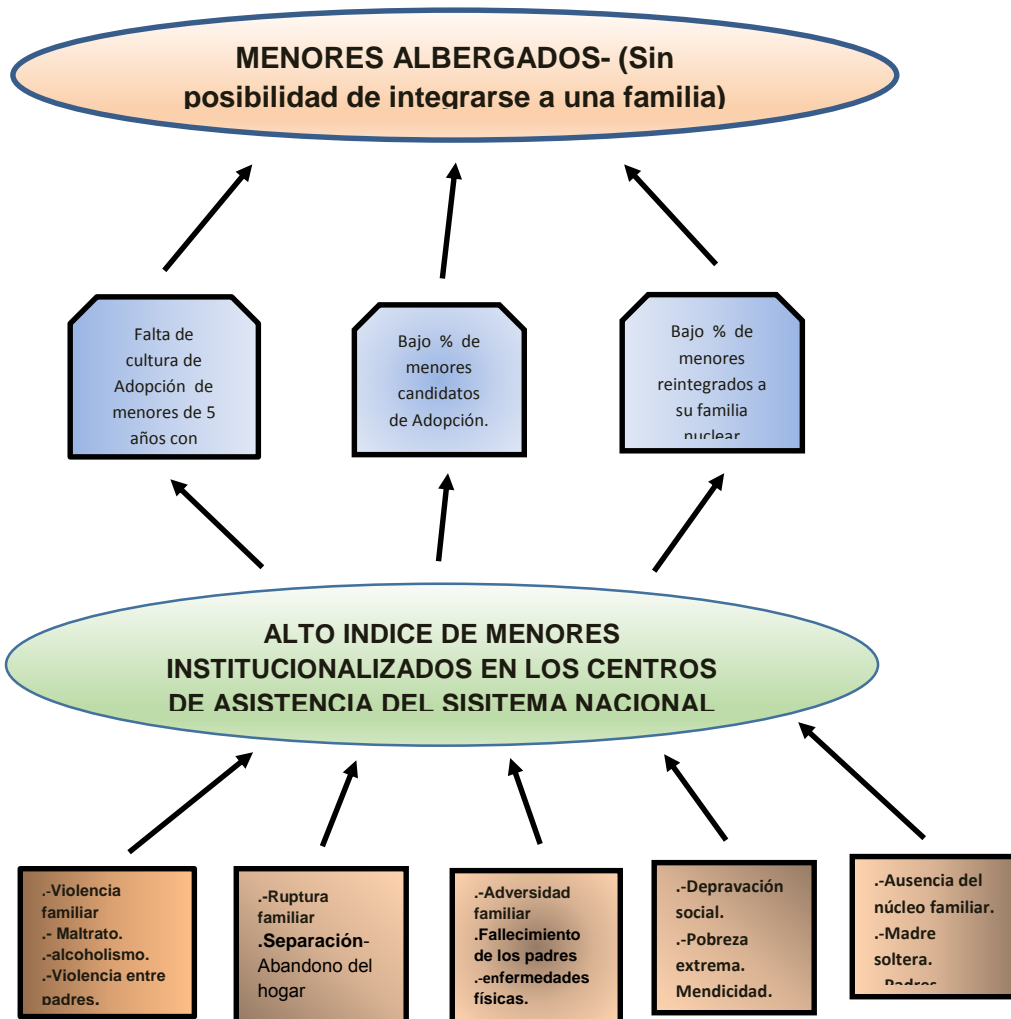 MENORES ALBERGADOS- (Sin
posibilidad de integrarse a una familia)
Falta de
cultura de
Adopción de
menores de 5
años con
Bajo % de
menores
candidatos
de Adopción.
Bajo % de
menores
reintegrados a
su familia
nuclear
ALTO INDICE DE MENORES
INSTITUCIONALIZADOS EN LOS CENTROS
DE ASISTENCIA DEL SISITEMA NACIONAL
.-Violencia
familiar
.- Maltrato.
.-alcoholismo.
.-Violencia entre
padres.
.-Ruptura
familiar
.Separación-
Abandono del
hogar
.-Adversidad
familiar
.Fallecimiento
de los padres
.-enfermedades
físicas.
.-Depravación
social.
.-Pobreza
extrema.
Mendicidad.
.-Ausencia del
núcleo familiar.
.-Madre
soltera.
.-Padres